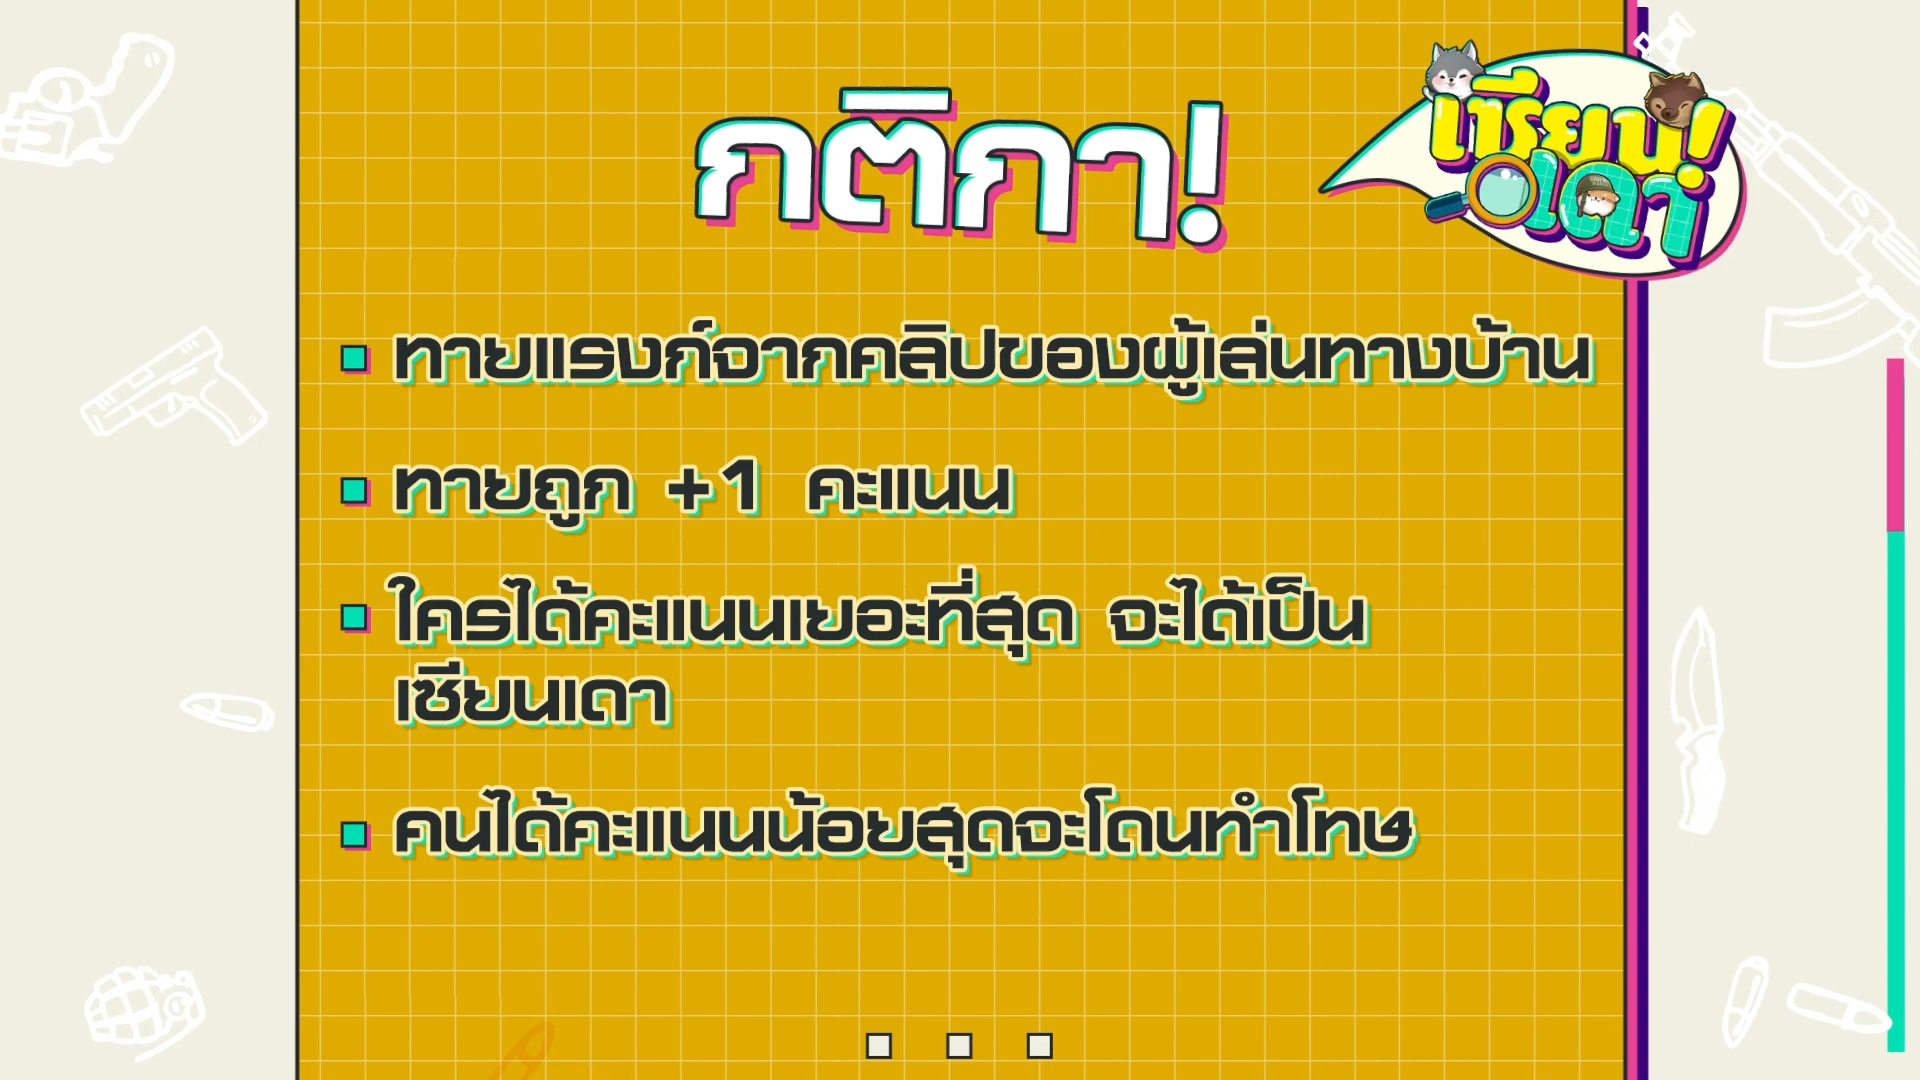 กติกา!
เซียน!
เดา
ทายแรงก์จากคลิปของผู้เล่นทางบ้าน
ทายถูก +1 คะแนน
ใครได้คะแนนเยอะที่สุด จะได้เป็น
เซียนเดา
คนได้คะแนนน้อยสุดจะโดนทำโทษ